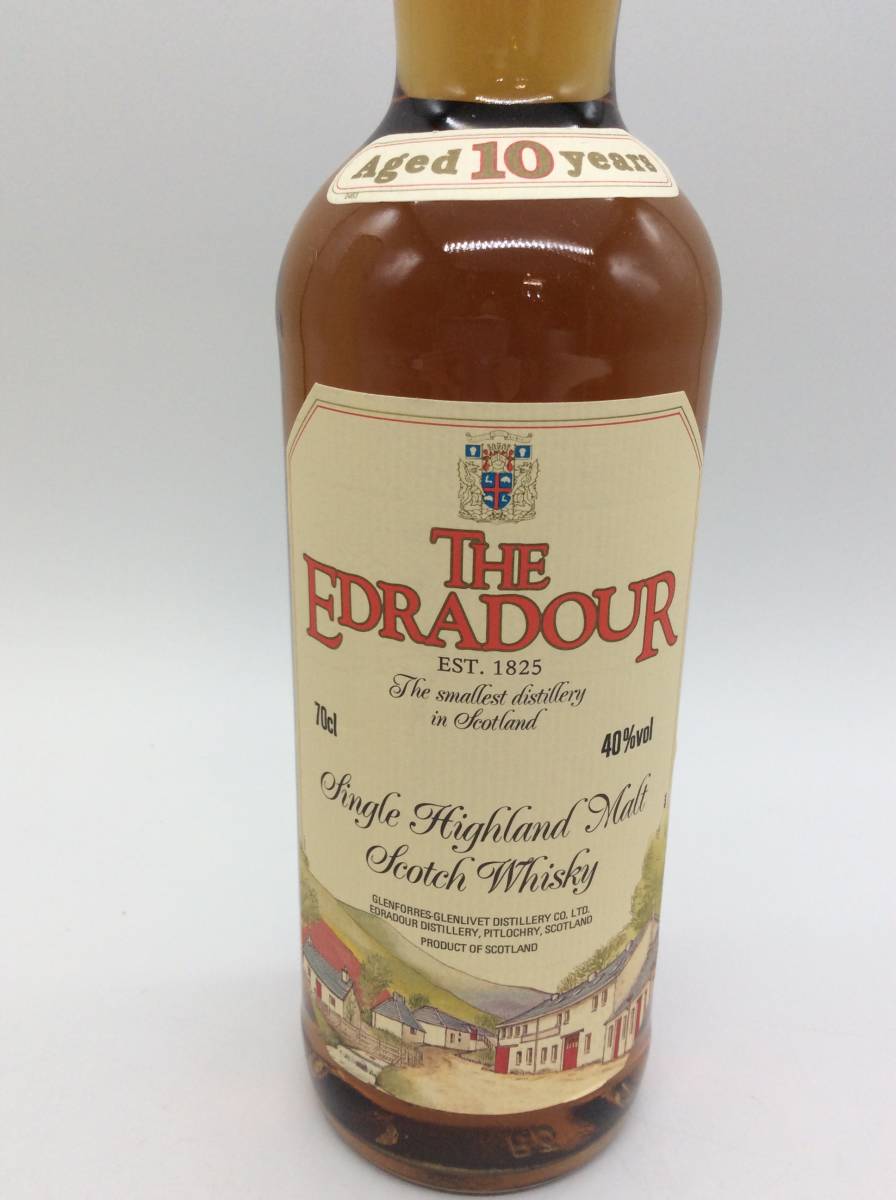 Aged 10 years
THE
EDRADOUR
EST. 1825
The smallest distillery
in Scotland
70cl
40%vol
Single Highland Malt
Scotch Whisky
GLENFORRES-GLENLIVET DISTILLERY CO. LTD.
EDRADOUR DISTILLERY, PITLOCHRY, SCOTLAND
PRODUCT OF SCOTLAND